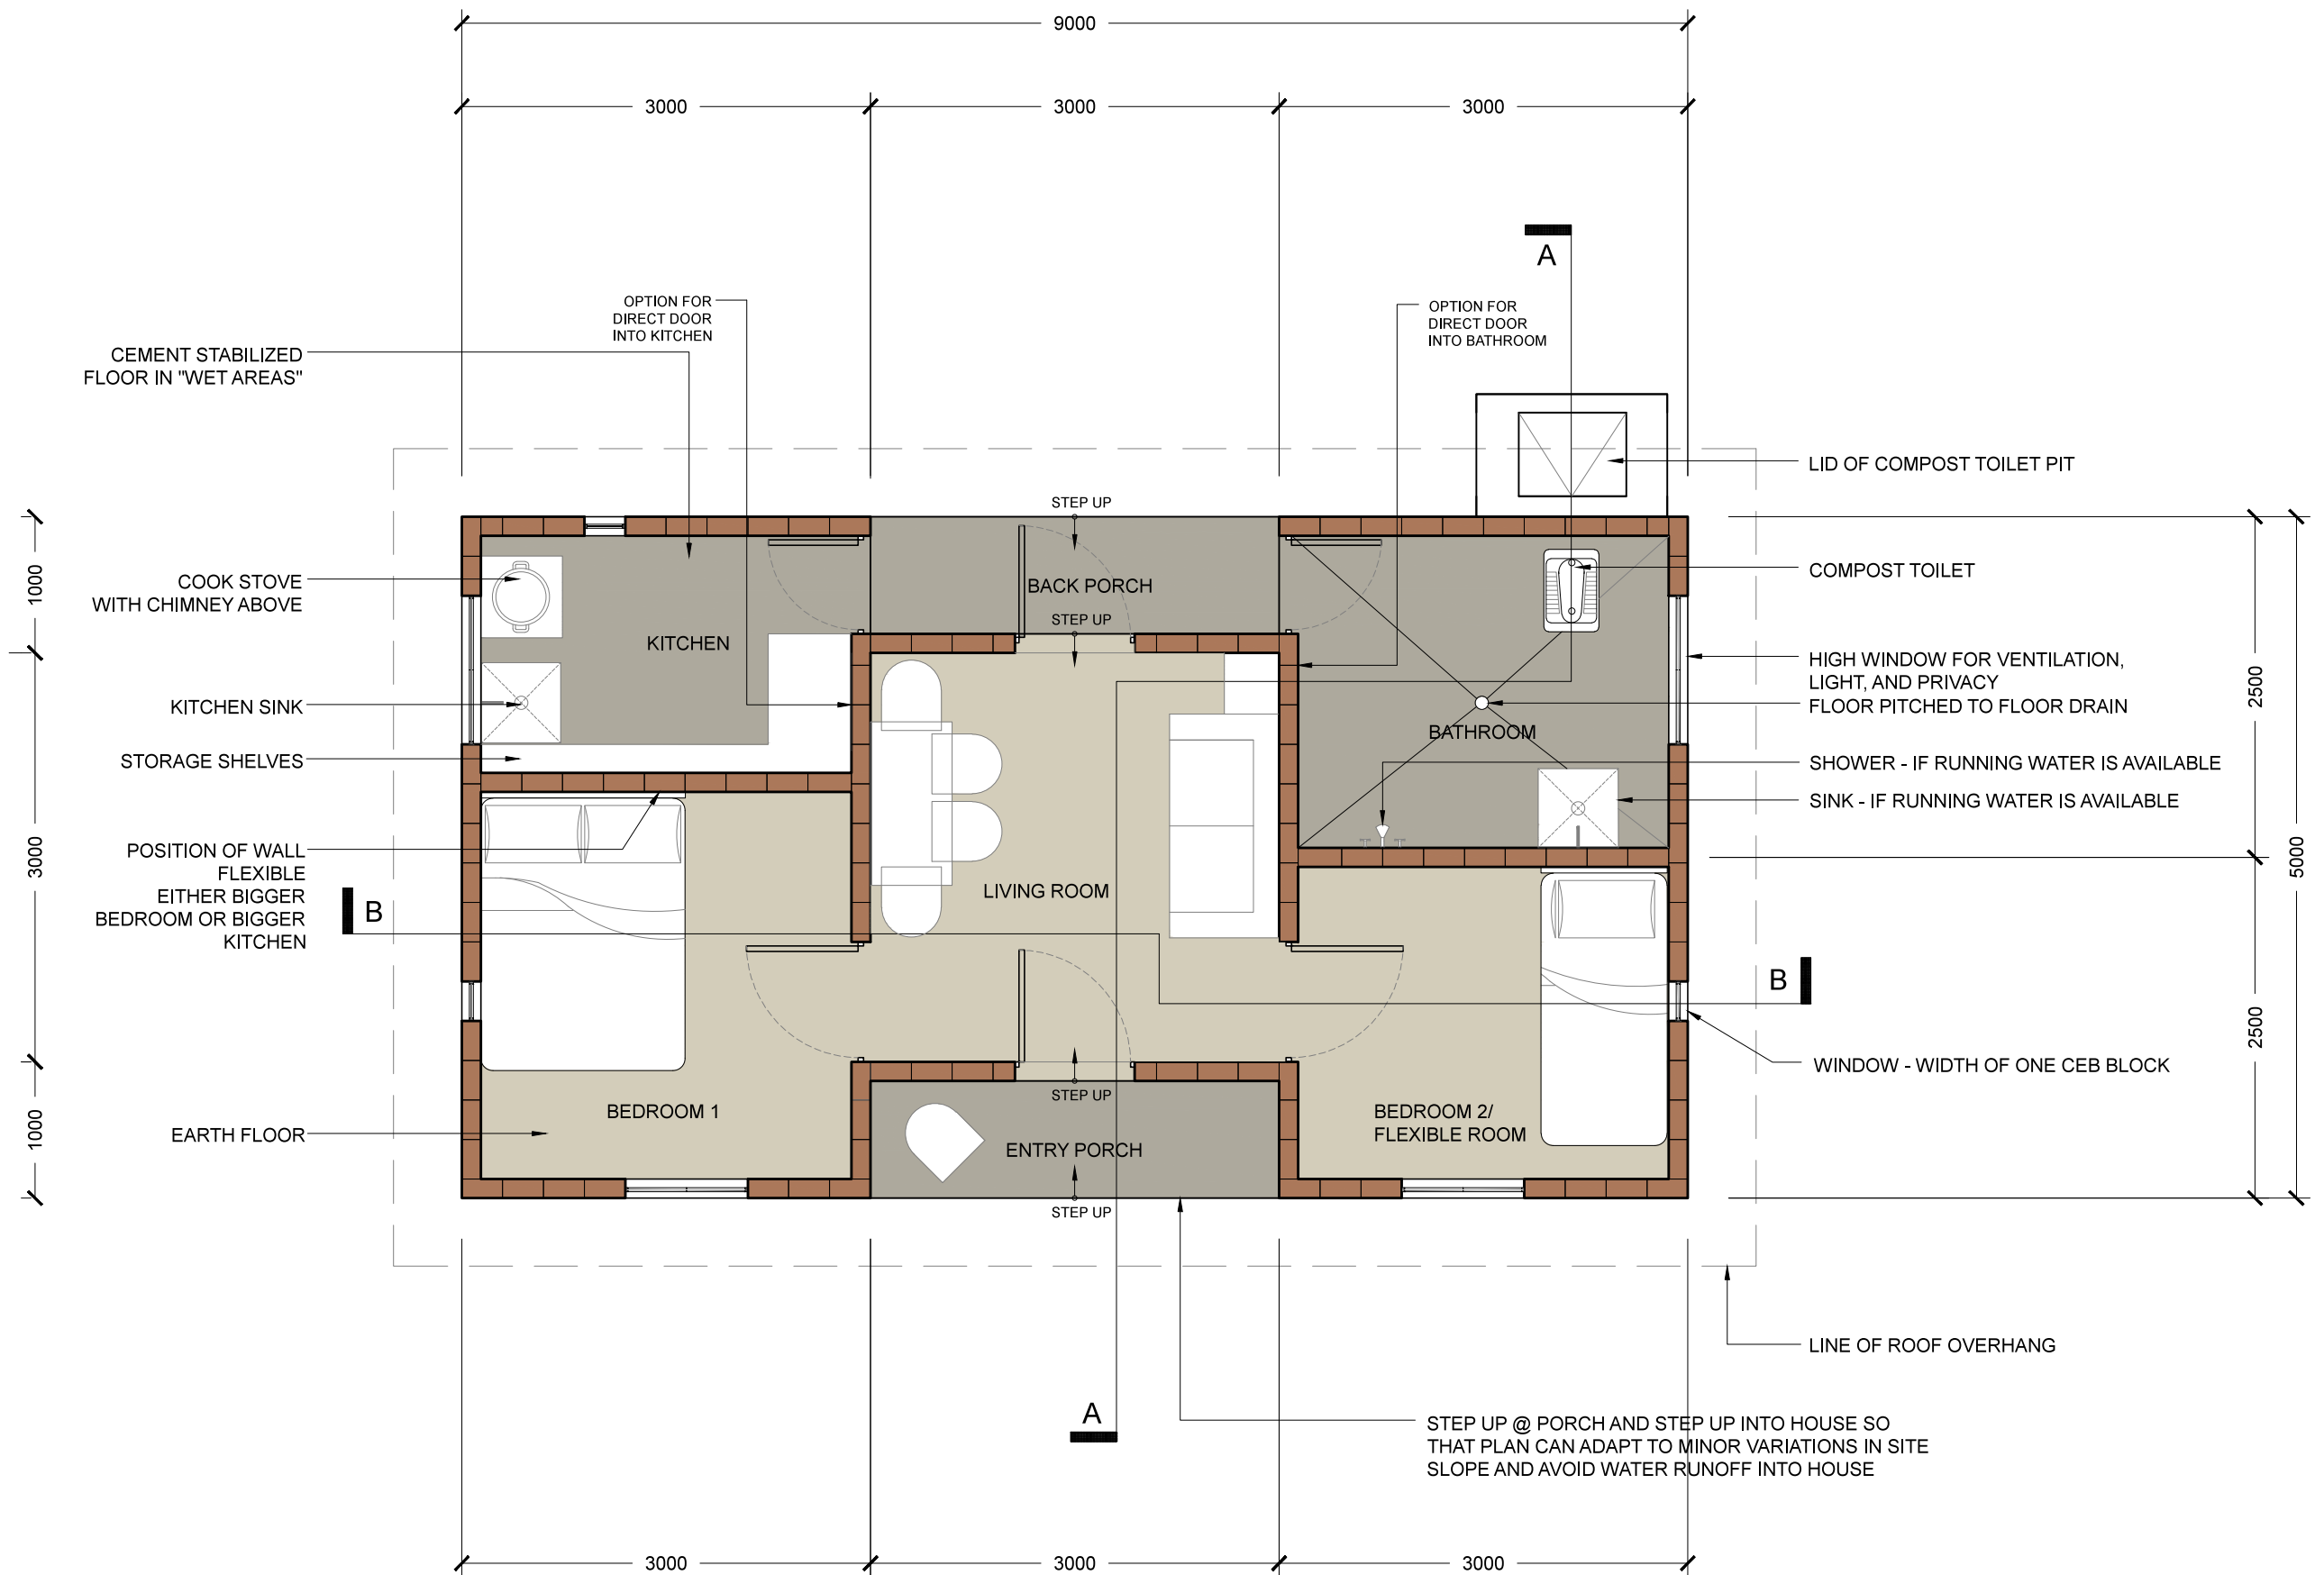 9000
3000
3000
3000
A
OPTION FOR
DIRECT DOOR
INTO KITCHEN
OPTION FOR
DIRECT DOOR
INTO BATHROOM
CEMENT STABILIZED
FLOOR IN "WET AREAS"
LID OF COMPOST TOILET PIT
STEP UP
COOK STOVE
WITH CHIMNEY ABOVE
BACK PORCH
COMPOST TOILET
1000
STEP UP
KITCHEN
HIGH WINDOW FOR VENTILATION,
LIGHT, AND PRIVACY
FLOOR PITCHED TO FLOOR DRAIN
2500
KITCHEN SINK
BATHROOM
STORAGE SHELVES
SHOWER - IF RUNNING WATER IS AVAILABLE
SINK - IF RUNNING WATER IS AVAILABLE
POSITION OF WALL
FLEXIBLE
EITHER BIGGER
BEDROOM OR BIGGER
KITCHEN
3000
5000
LIVING ROOM
B
B
2500
WINDOW - WIDTH OF ONE CEB BLOCK
STEP UP
BEDROOM 1
BEDROOM 2/
FLEXIBLE ROOM
EARTH FLOOR
1000
ENTRY PORCH
STEP UP
LINE OF ROOF OVERHANG
A
STEP UP @ PORCH AND STEP UP INTO HOUSE SO
THAT PLAN CAN ADAPT TO MINOR VARIATIONS IN SITE
SLOPE AND AVOID WATER RUNOFF INTO HOUSE
3000
3000
3000